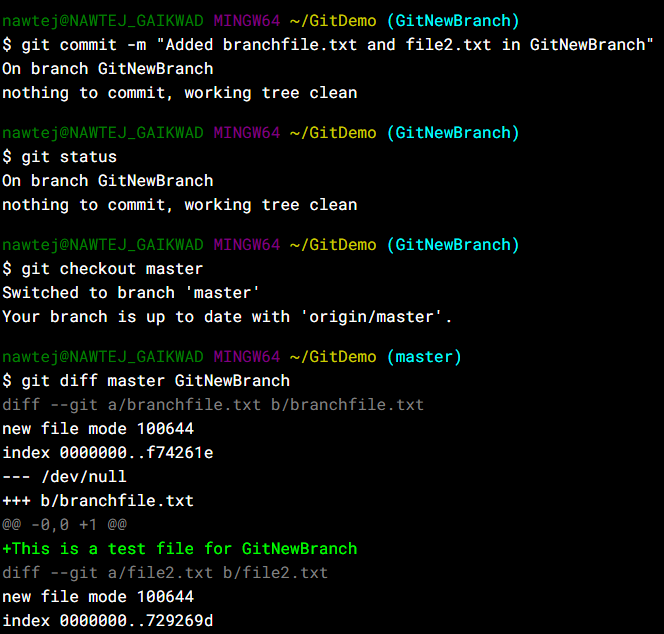 nawtej@NAWTEJ_GAIKWAD MINGW64 ~/GitDemo (GitNewBranch)
$ git commit -m "Added branchfile.txt and file2.txt in GitNewBranch"
On branch GitNewBranch
nothing to commit, working tree clean
nawtej@NAWTEJ_GAIKWAD MINGW64 ~/GitDemo (GitNewBranch)
$ git status
On branch GitNewBranch
nothing to commit, working tree clean
nawtej@NAWTEJ_GAIKWAD MINGW64 ~/GitDemo (GitNewBranch)
$ git checkout master
Switched to branch 'master'
Your branch is up to date with 'origin/master'.
nawtej@NAWTEJ_GAIKWAD MINGW64 ~/GitDemo (master)
$ git diff master GitNewBranch
diff --git a/branchfile.txt b/branchfile.txt
new file mode 100644
index 0000000..f74261e
--- /dev/null
+++ b/branchfile.txt
@@ -0,0 +1 @@
+This is a test file for GitNewBranch
diff --git a/file2.txt b/file2.txt
new file mode 100644
index 0000000..729269d